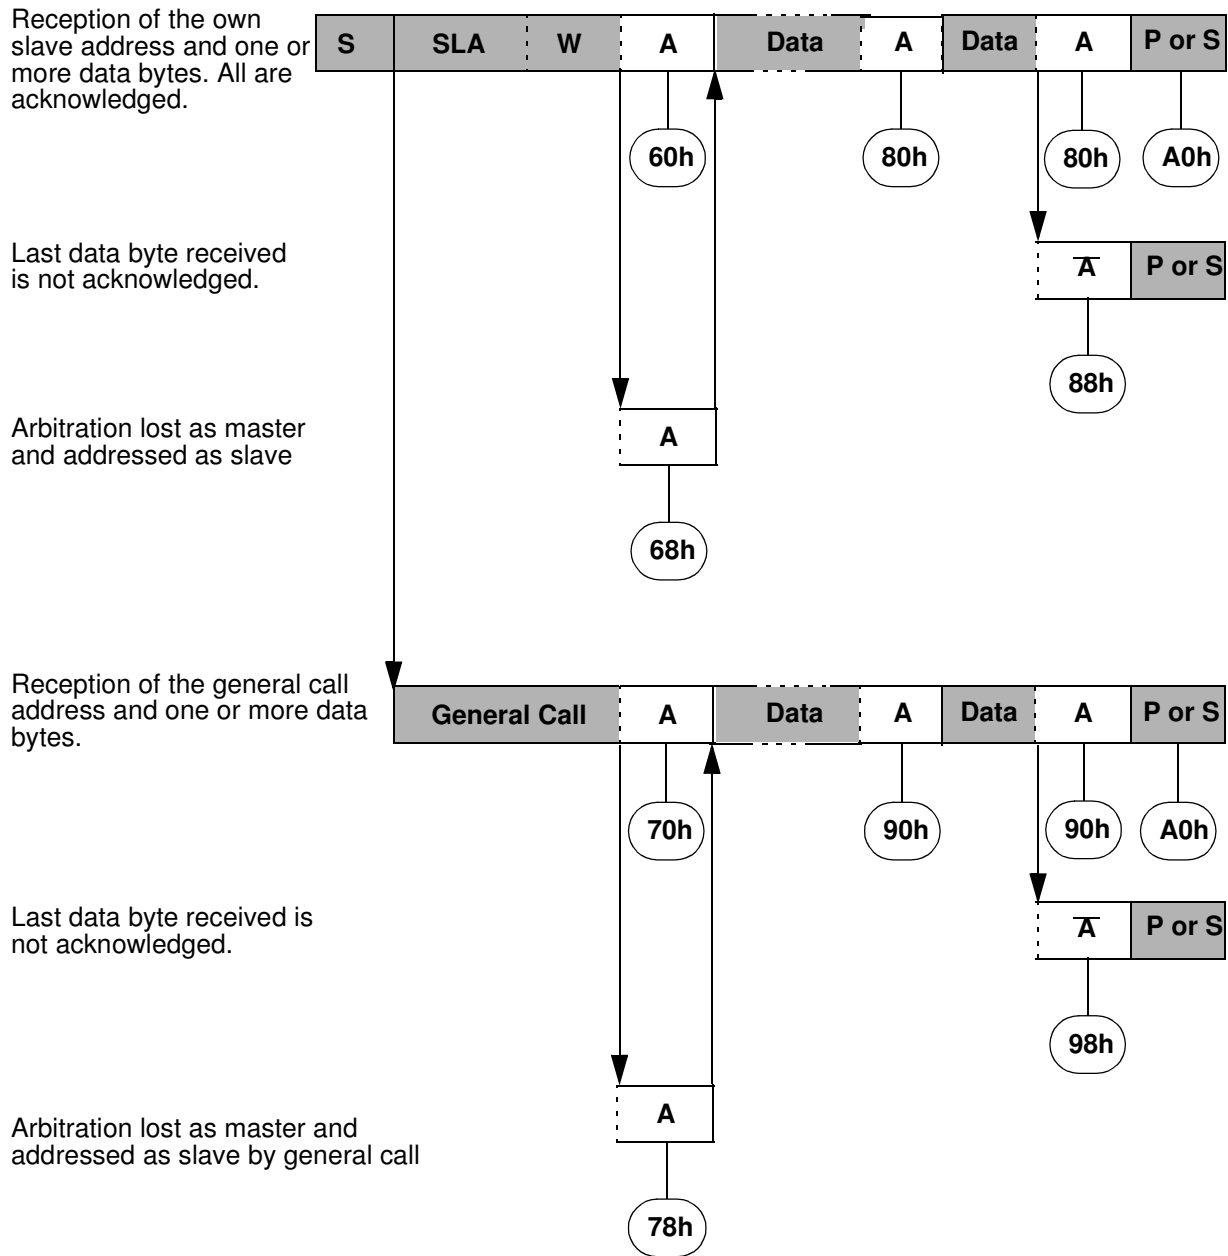 Reception of the own
slave address and one or
more data bytes. All are
acknowledged.
S SLA W A Data A Data A P or S
60h 80h 80h A0h
Last data byte received
is not acknowledged.
A̅ P or S
88h
Arbitration lost as master
and addressed as slave
A
68h
Reception of the general call
address and one or more data
bytes.
General Call A Data A Data A P or S
70h 90h 90h A0h
Last data byte received is
not acknowledged.
A̅ P or S
98h
Arbitration lost as master and
addressed as slave by general call
A
78h